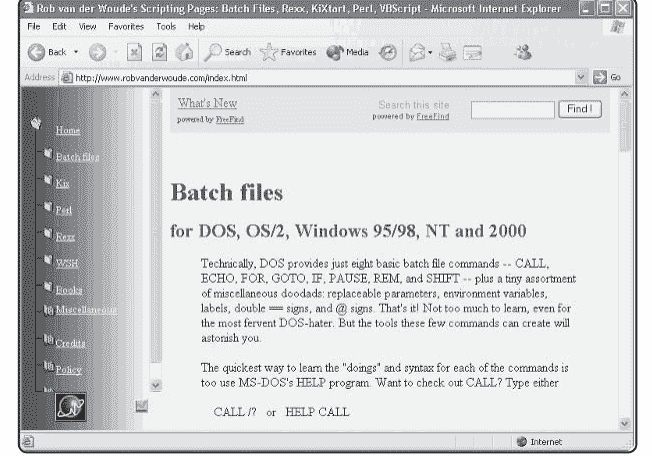 Rob van der Woude's Scripting Pages: Batch Files, Rexx, KiXtart, Perl, VBScript - Microsoft Internet Explorer
File Edit View Favorites Tools Help
Back Search Favorites Media
Address http://www.robvanderwoude.com/index.html Go
What's New
powered by FreeFind
Search this site
powered by FreeFind
Find !
Home
Batch files
Kix
Perl
Rexx
WSH
Books
Miscellaneous
Credits
Policy
Batch files
for DOS, OS/2, Windows 95/98, NT and 2000
Technically, DOS provides just eight basic batch file commands -- CALL,
ECHO, FOR, GOTO, IF, PAUSE, REM, and SHIFT -- plus a tiny assortment
of miscellaneous doodads: replaceable parameters, environment variables,
labels, double == signs, and @ signs. That's it! Not too much to learn, even for
the most fervent DOS-hater. But the tools these few commands can create will
astonish you.
The quickest way to learn the "doings" and syntax for each of the commands is
too use MS-DOS's HELP program. Want to check out CALL? Type either
CALL /? or HELP CALL
Internet